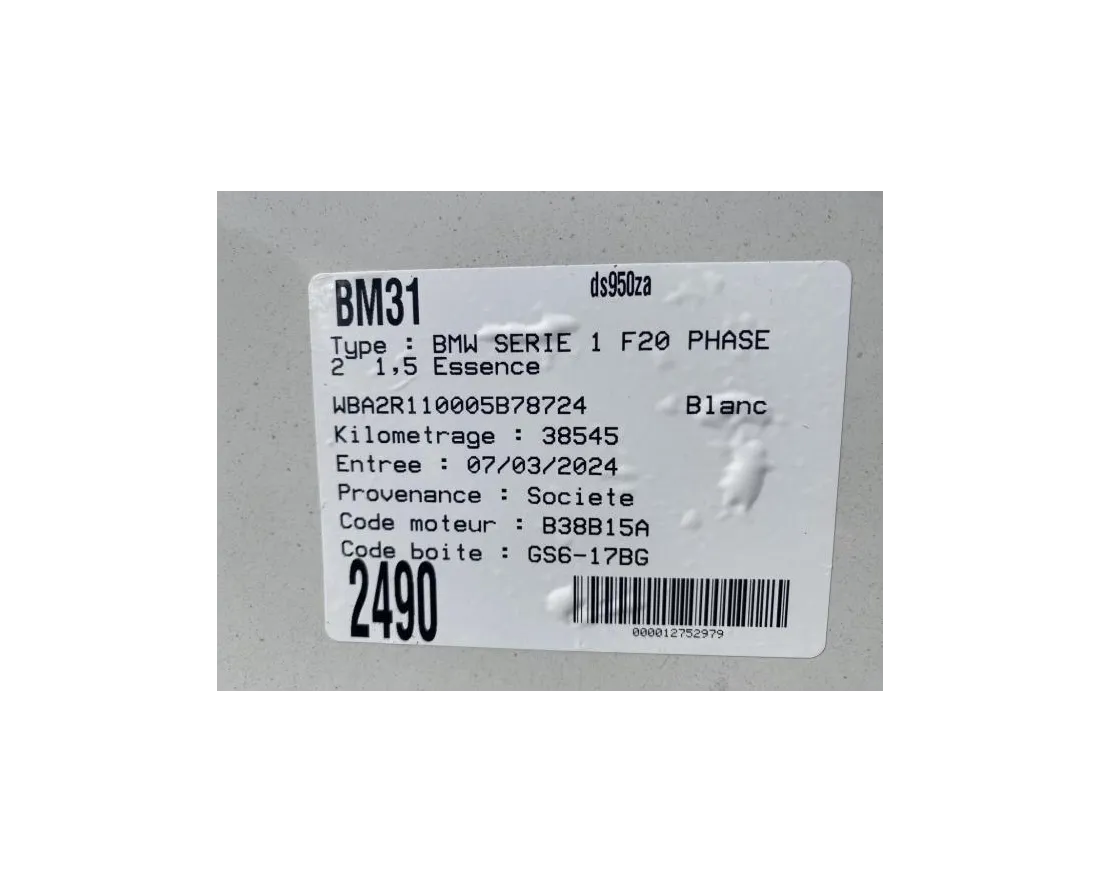 BM31
ds950za
Type : BMW SERIE 1 F20 PHASE
2 1,5 Essence
WBA2R110005B78724 Blanc
Kilometrage : 38545
Entree : 07/03/2024
Provenance : Societe
Code moteur : B38B15A
Code boite : GS6-17BG
2490
000012752979